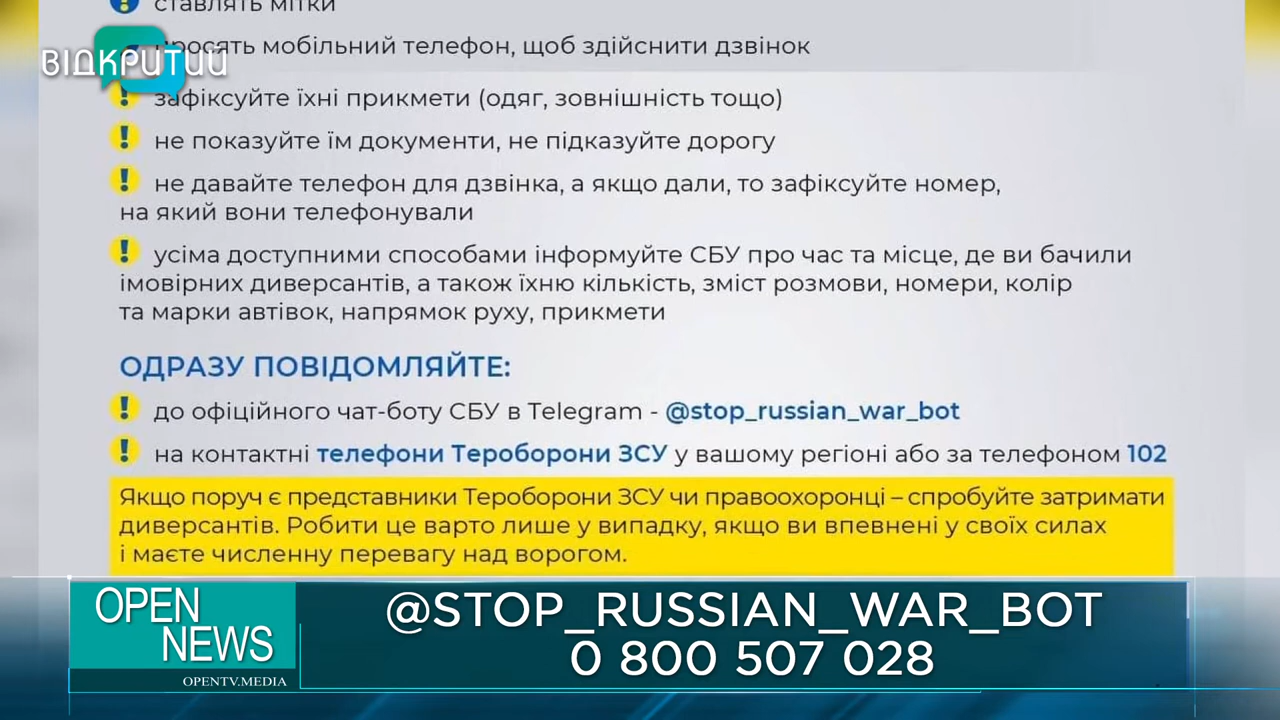 ставлять мітки
ВІДКРИТИЙ
просять мобільний телефон, щоб здійснити дзвінок
зафіксуйте їхні прикмети (одяг, зовнішність тощо)
не показуйте їм документи, не підказуйте дорогу
не давайте телефон для дзвінка, а якщо дали, то зафіксуйте номер,
на який вони телефонували
усіма доступними способами інформуйте СБУ про час та місце, де ви бачили
імовірних диверсантів, а також їхню кількість, зміст розмови, номери, колір
та марки автівок, напрямок руху, прикмети
ОДРАЗУ ПОВІДОМЛЯЙТЕ:
до офіційного чат-боту СБУ в Telegram - @stop_russian_war_bot
на контактні телефони Тероборони ЗСУ у вашому регіоні або за телефоном 102
Якщо поруч є представники Тероборони ЗСУ чи правоохоронці – спробуйте затримати
диверсантів. Робити це варто лише у випадку, якщо ви впевнені у своїх силах
і маєте численну перевагу над ворогом.
OPEN
NEWS
OPENTV.MEDIA
@STOP_RUSSIAN_WAR_BOT
0 800 507 028